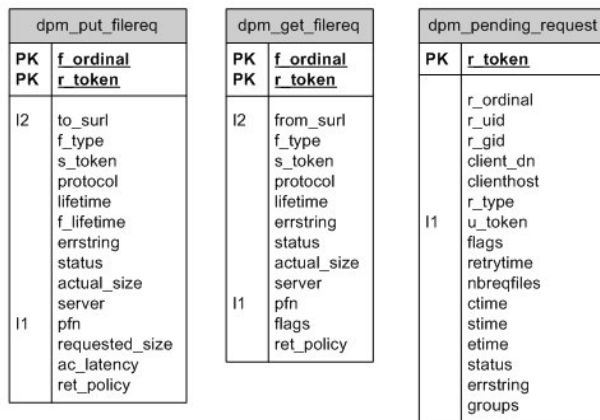 dpm_put_filereq
PK f_ordinal
PK r_token
I2 to_surl
f_type
s_token
protocol
lifetime
f_lifetime
errstring
status
actual_size
server
I1 pfn
requested_size
ac_latency
ret_policy
dpm_get_filereq
PK f_ordinal
PK r_token
I2 from_surl
f_type
s_token
protocol
lifetime
errstring
status
actual_size
server
I1 pfn
flags
ret_policy
dpm_pending_request
PK r_token
r_ordinal
r_uid
r_gid
client_dn
clienthost
r_type
I1 u_token
flags
retrytime
nbreqfiles
ctime
stime
etime
status
errstring
groups